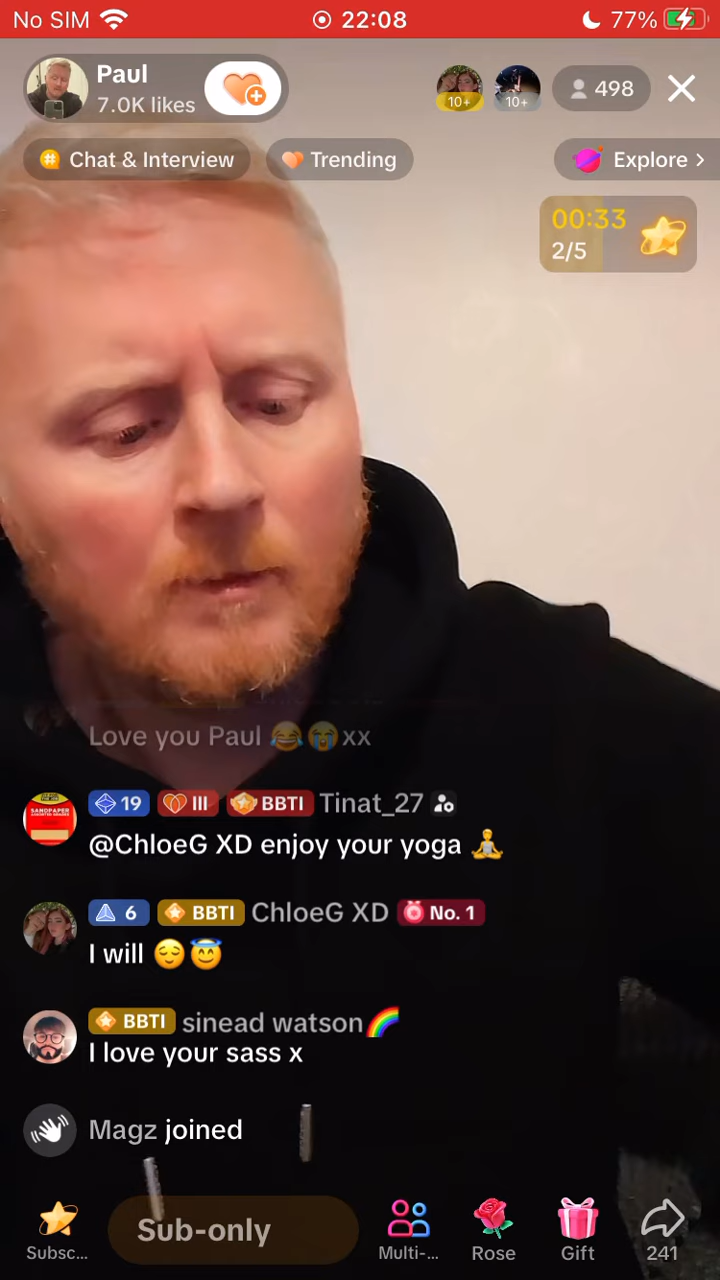 No SIM 22:08 77%
Paul
7.0K likes
10+ 10+ 498
Chat & Interview Trending Explore >
00:33
2/5
Love you Paul 😂😭xx
19 III BBTI Tinat_27
@ChloeG XD enjoy your yoga 🧘
6 BBTI ChloeG XD No. 1
I will 😌😇
BBTI sinead watson🌈
I love your sass x
Magz joined
Sub-only
Subsc... Multi-... Rose Gift 241
SANDPAPER